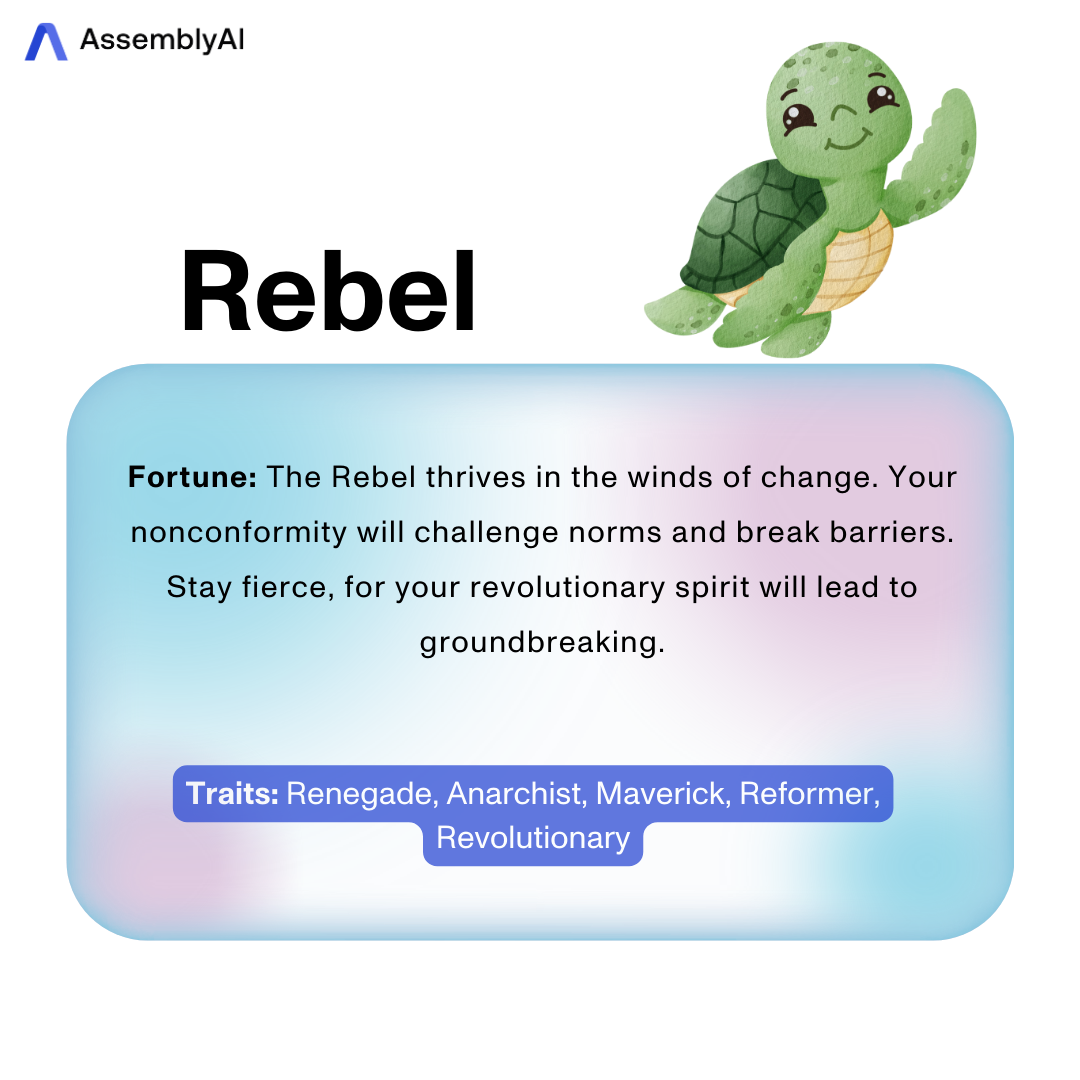 AssemblyAI
Rebel
Fortune: The Rebel thrives in the winds of change. Your
nonconformity will challenge norms and break barriers.
Stay fierce, for your revolutionary spirit will lead to
groundbreaking.
Traits: Renegade, Anarchist, Maverick, Reformer,
Revolutionary